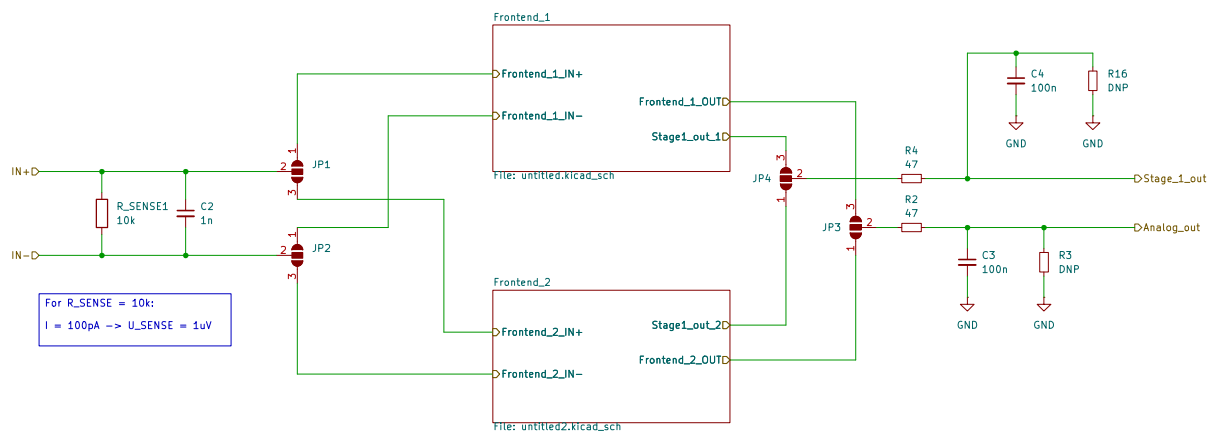 Frontend_1
Frontend_1_IN+
Frontend_1_IN-
Frontend_1_OUT
Stage1_out_1
File: untitled.kicad_sch
C4
100n
R16
DNP
GND
GND
IN+
IN-
R_SENSE1
10k
C2
1n
1
2
3
JP1
1
2
3
JP2
3
2
1
JP4
R4
47
Stage_1_out
3
2
1
JP3
R2
47
Analog_out
C3
100n
R3
DNP
GND
GND
For R_SENSE = 10k:
I = 100pA -> U_SENSE = 1uV
Frontend_2
Stage1_out_2
Frontend_2_IN+
Frontend_2_OUT
Frontend_2_IN-
File: untitled2.kicad_sch